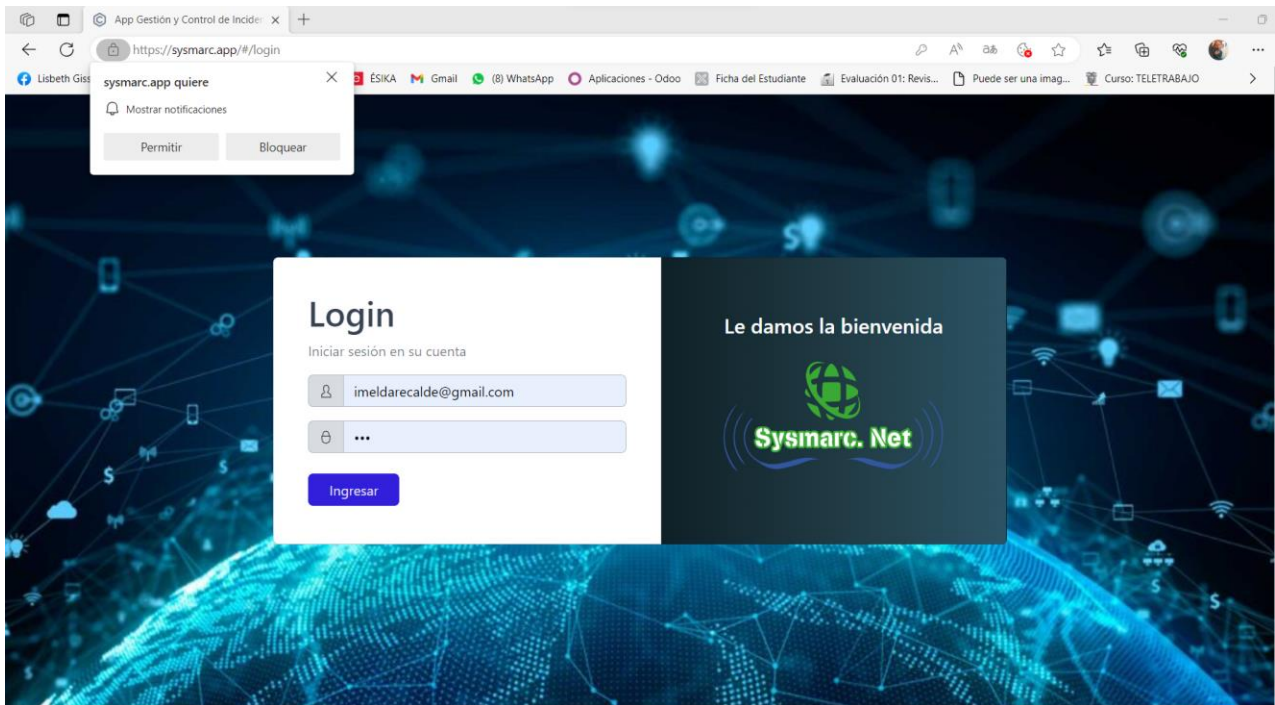 App Gestión y Control de Inciden
https://sysmarc.app/#/login
Lisbeth Giss
ÉSIKA
Gmail
(8) WhatsApp
Aplicaciones - Odoo
Ficha del Estudiante
Evaluación 01: Revis...
Puede ser una imag...
Curso: TELETRABAJO
sysmarc.app quiere
Mostrar notificaciones
Permitir
Bloquear
Login
Iniciar sesión en su cuenta
imeldarecalde@gmail.com
•••
Ingresar
Le damos la bienvenida
Sysmarc. Net